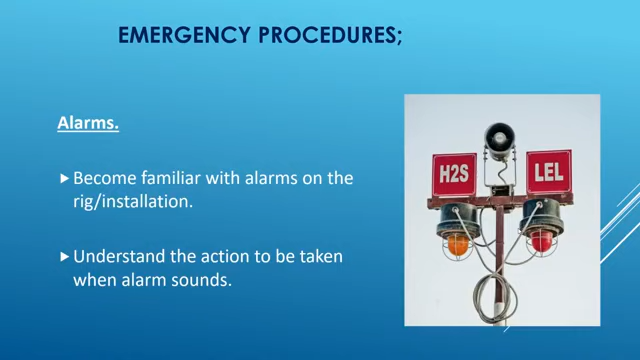 EMERGENCY PROCEDURES;
Alarms.
Become familiar with alarms on the
rig/installation.
Understand the action to be taken
when alarm sounds.
H2S
LEL